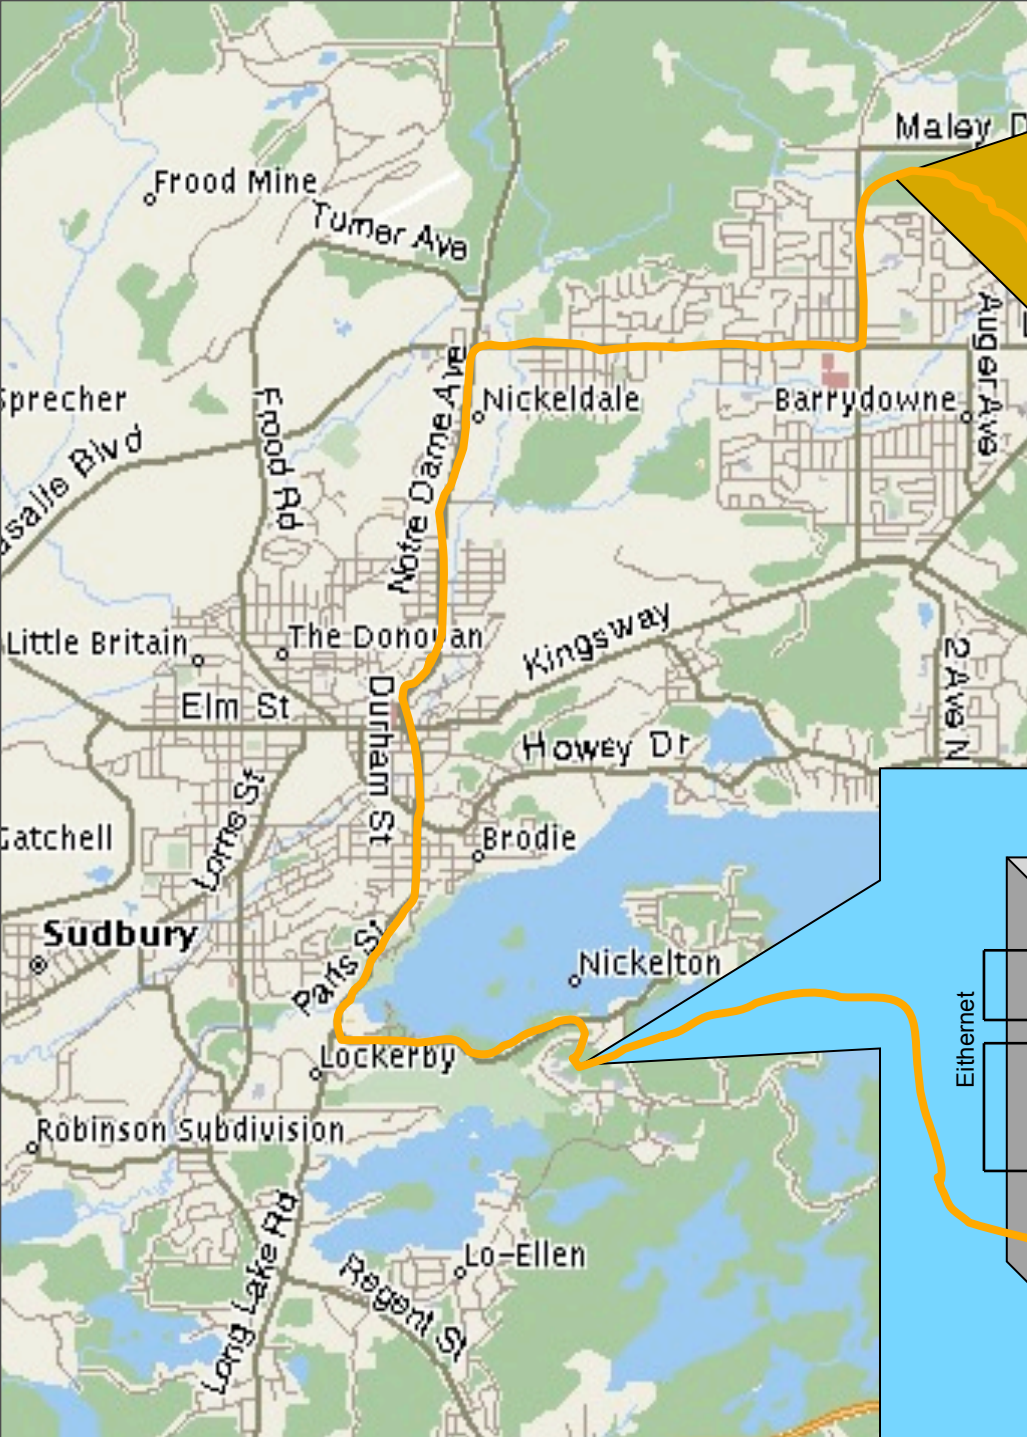 Maley D
Frood Mine
Turner Ave
Auger Ave
Sprecher
Nickeldale
Barrydowne
Frood Rd
Notre Dame Ave
asalle Blvd
Little Britain
The Donovan
Kingsway
2 Ave N
Elm St
Durham St
Howey Dr
Lorne St
Gatchell
Brodie
Sudbury
Paris St
Nickelton
Eithernet
Lockerby
Robinson Subdivision
Long Lake Rd
Lo-Ellen
Regent St